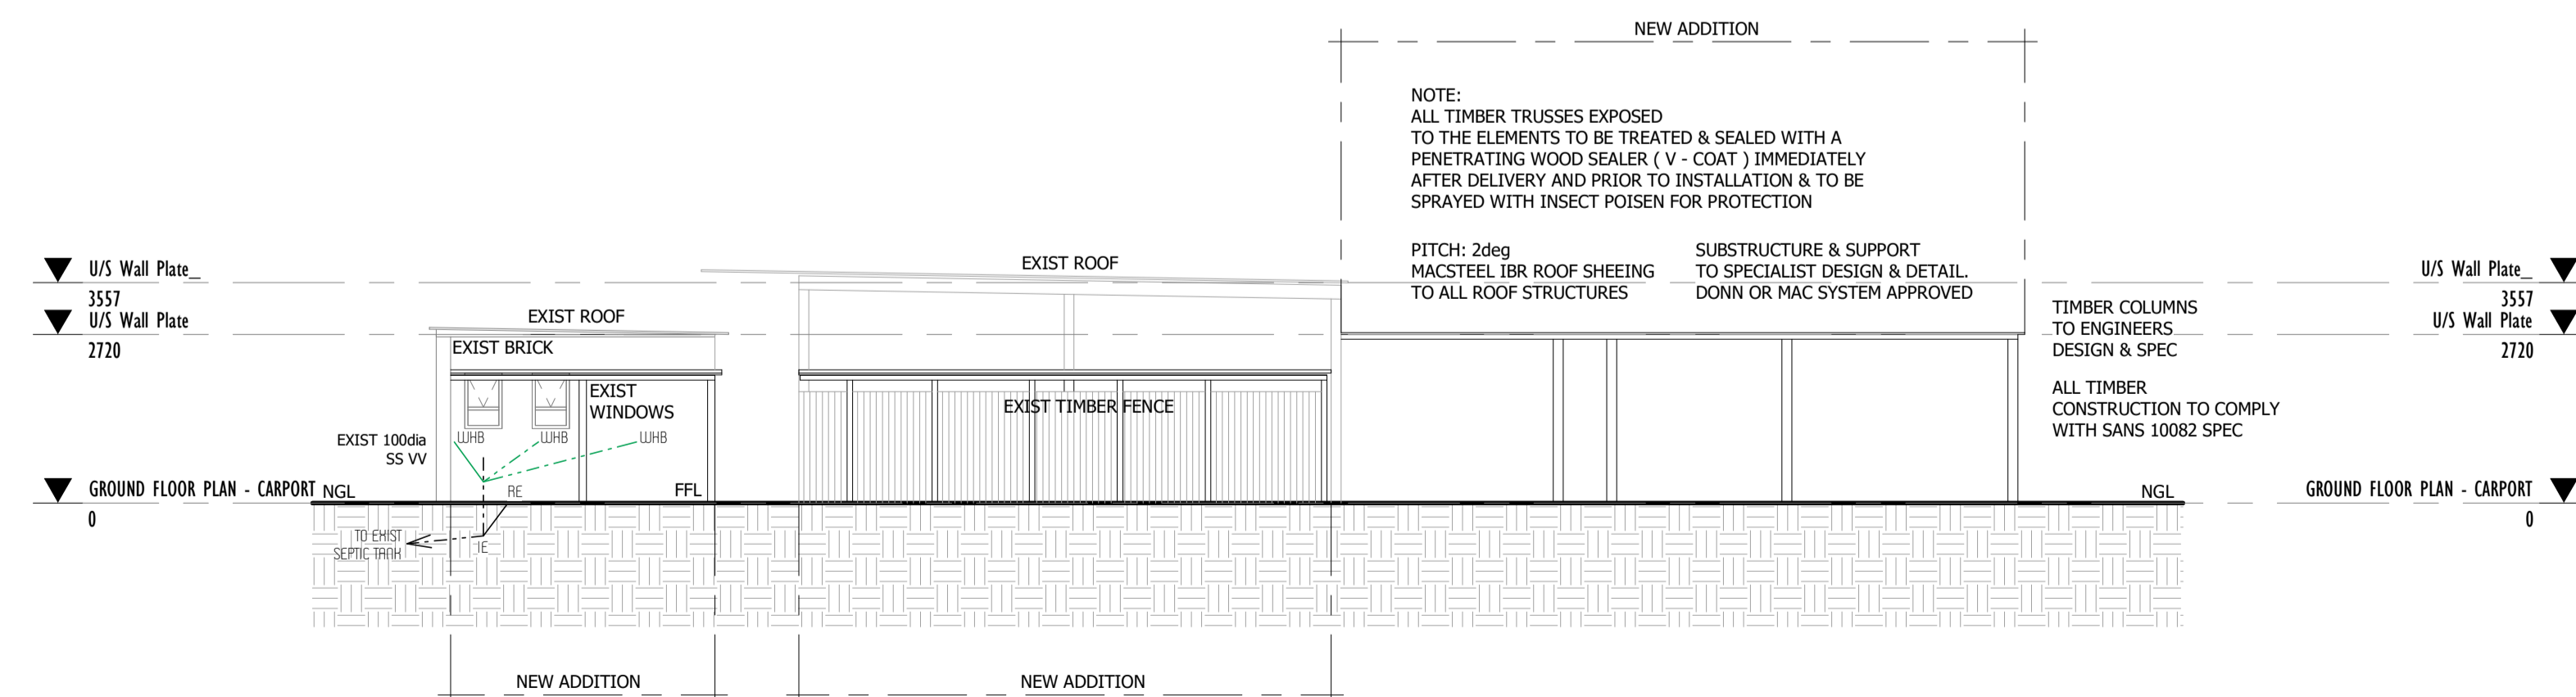 NEW ADDITION
NOTE:
ALL TIMBER TRUSSES EXPOSED
TO THE ELEMENTS TO BE TREATED & SEALED WITH A
PENETRATING WOOD SEALER ( V - COAT ) IMMEDIATELY
AFTER DELIVERY AND PRIOR TO INSTALLATION & TO BE
SPRAYED WITH INSECT POISEN FOR PROTECTION
PITCH: 2deg
MACSTEEL IBR ROOF SHEEING
TO ALL ROOF STRUCTURES
SUBSTRUCTURE & SUPPORT
TO SPECIALIST DESIGN & DETAIL.
DONN OR MAC SYSTEM APPROVED
U/S Wall Plate_
3557
U/S Wall Plate
2720
EXIST ROOF
EXIST ROOF
EXIST BRICK
EXIST
WINDOWS
EXIST TIMBER FENCE
U/S Wall Plate_
3557
U/S Wall Plate
2720
TIMBER COLUMNS
TO ENGINEERS
DESIGN & SPEC
ALL TIMBER
CONSTRUCTION TO COMPLY
WITH SANS 10082 SPEC
EXIST 100dia
SS VV
WHB
WHB
WHB
GROUND FLOOR PLAN - CARPORT
0
NGL
RE
FFL
NGL
GROUND FLOOR PLAN - CARPORT
0
TO EXIST
SEPTIC TANK
IE
NEW ADDITION
NEW ADDITION